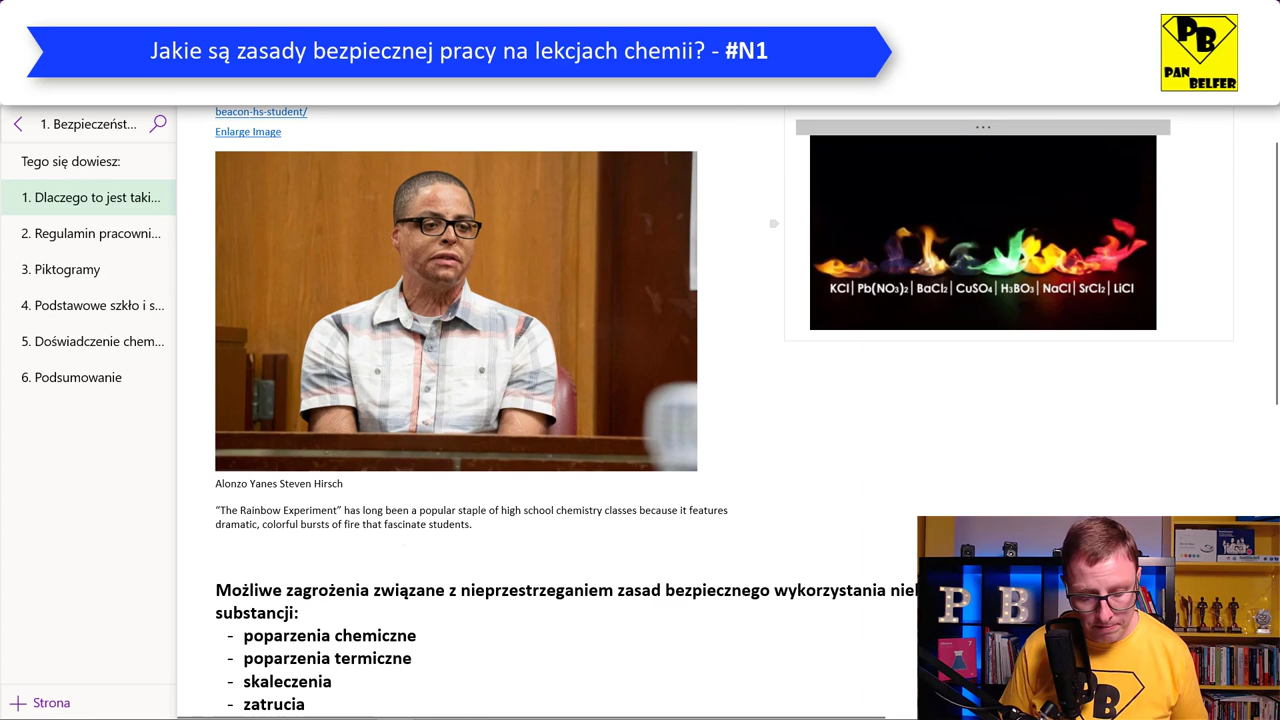 Jakie są zasady bezpiecznej pracy na lekcjach chemii? - #N1
PB
PAN
BELFER
1. Bezpieczeńst...
Tego się dowiesz:
1. Dlaczego to jest taki...
2. Regulamin pracowni...
3. Piktogramy
4. Podstawowe szkło i s...
5. Doświadczenie chem...
6. Podsumowanie
Strona
beacon-hs-student/
Enlarge Image
Alonzo Yanes Steven Hirsch
“The Rainbow Experiment” has long been a popular staple of high school chemistry classes because it features
dramatic, colorful bursts of fire that fascinate students.
KCl| Pb(NO₃)₂ | BaCl₂ | CuSO₄ | H₃BO₃ | NaCl| SrCl₂ | LiCl
Możliwe zagrożenia związane z nieprzestrzeganiem zasad bezpiecznego wykorzystania
substancji:
- poparzenia chemiczne
- poparzenia termiczne
- skaleczenia
- zatrucia
P B
PB